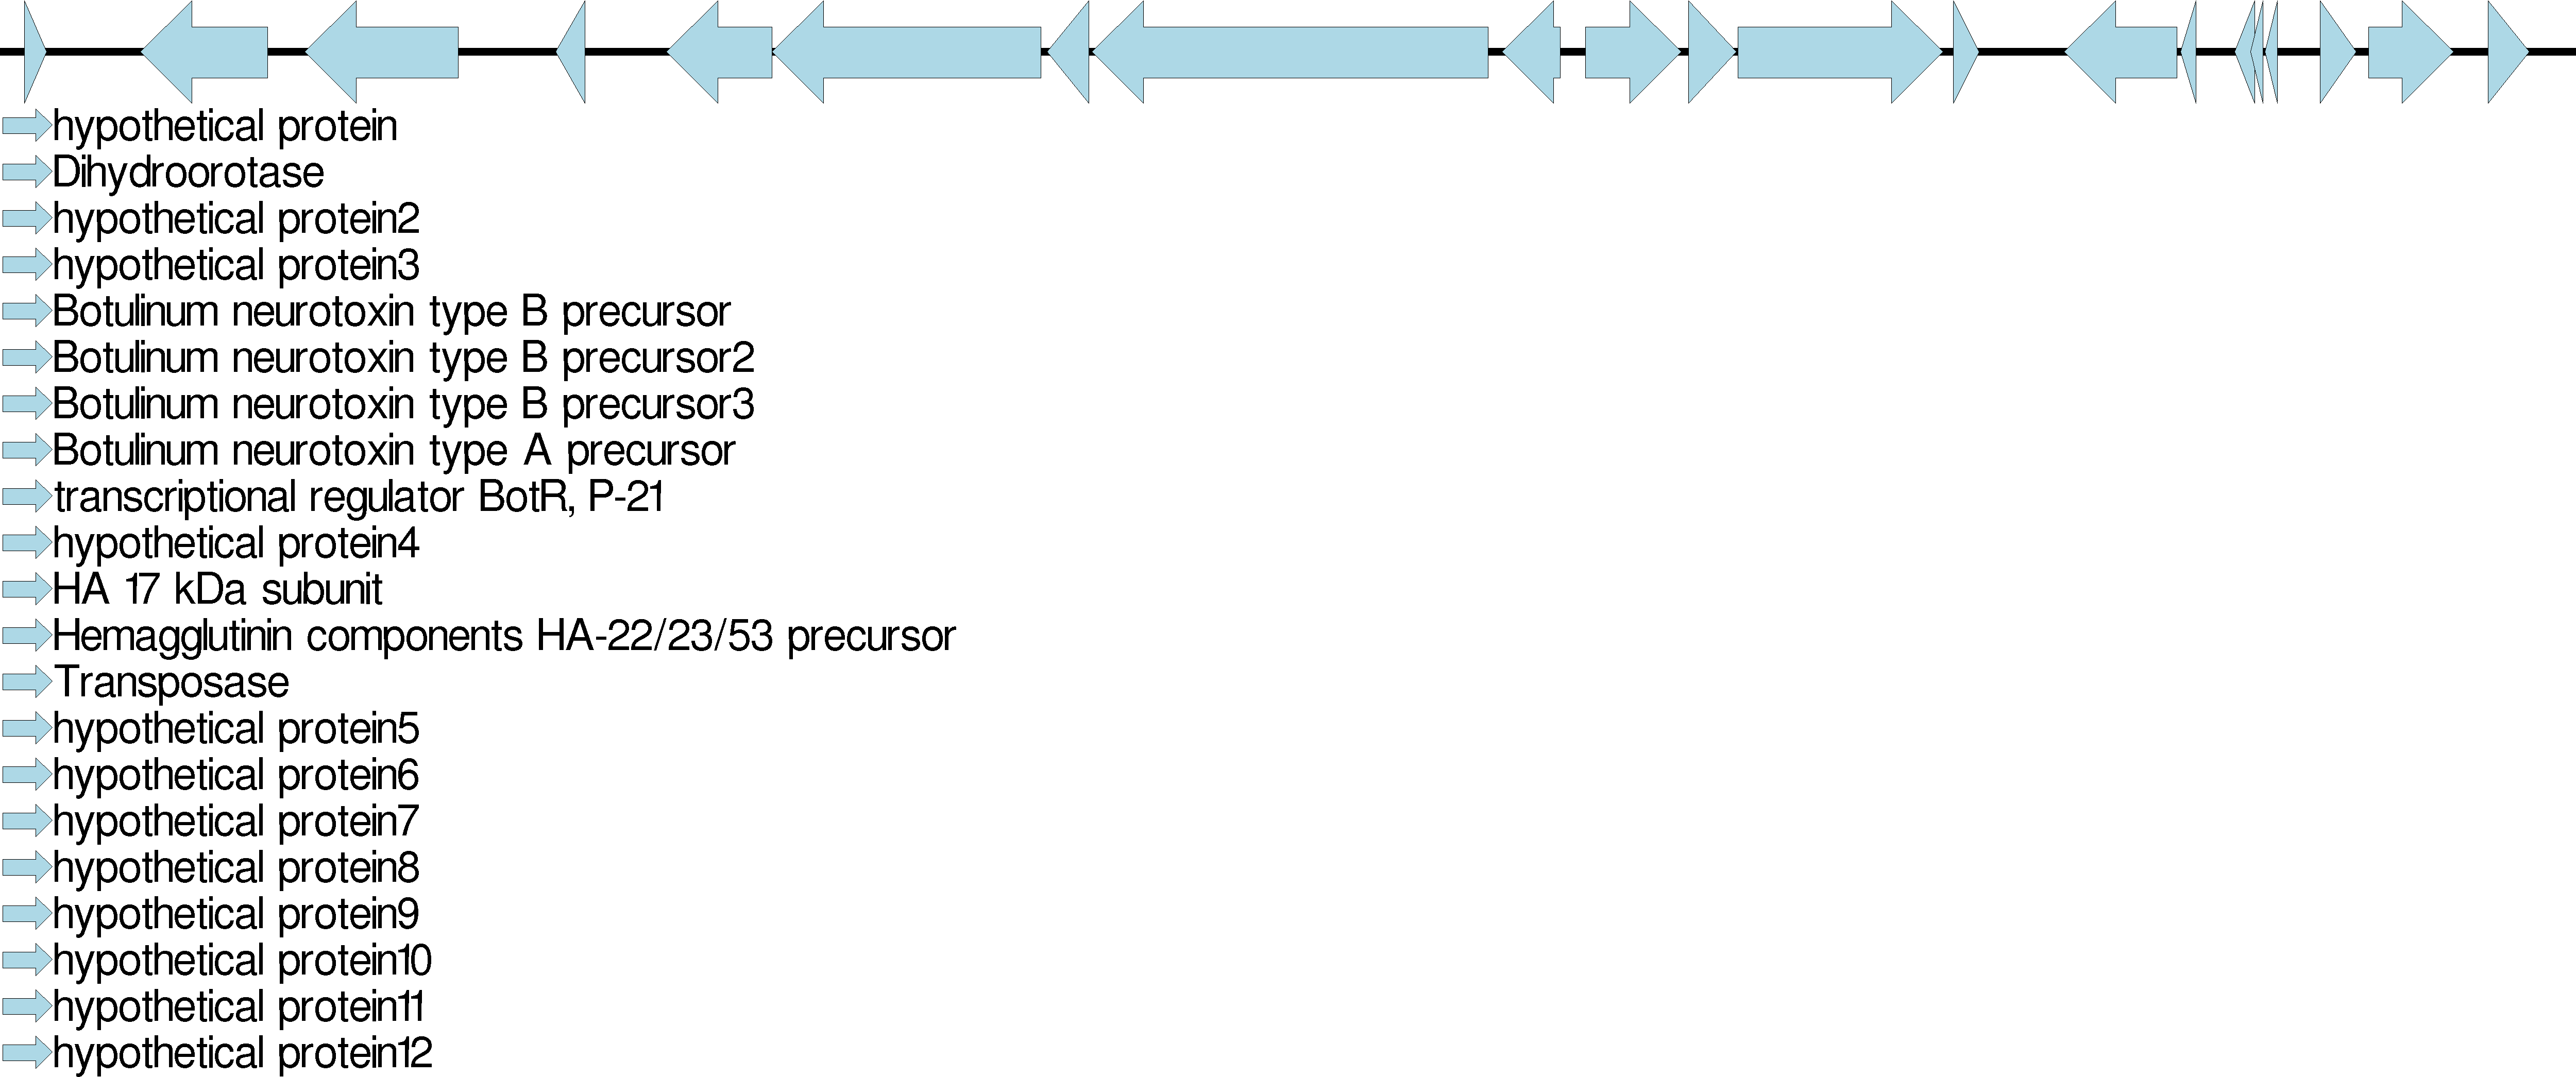 hypothetical protein
Dihydroorotase
hypothetical protein2
hypothetical protein3
Botulinum neurotoxin type B precursor
Botulinum neurotoxin type B precursor2
Botulinum neurotoxin type B precursor3
Botulinum neurotoxin type A precursor
transcriptional regulator BotR, P-21
hypothetical protein4
HA 17 kDa subunit
Hemagglutinin components HA-22/23/53 precursor
Transposase
hypothetical protein5
hypothetical protein6
hypothetical protein7
hypothetical protein8
hypothetical protein9
hypothetical protein10
hypothetical protein11
hypothetical protein12